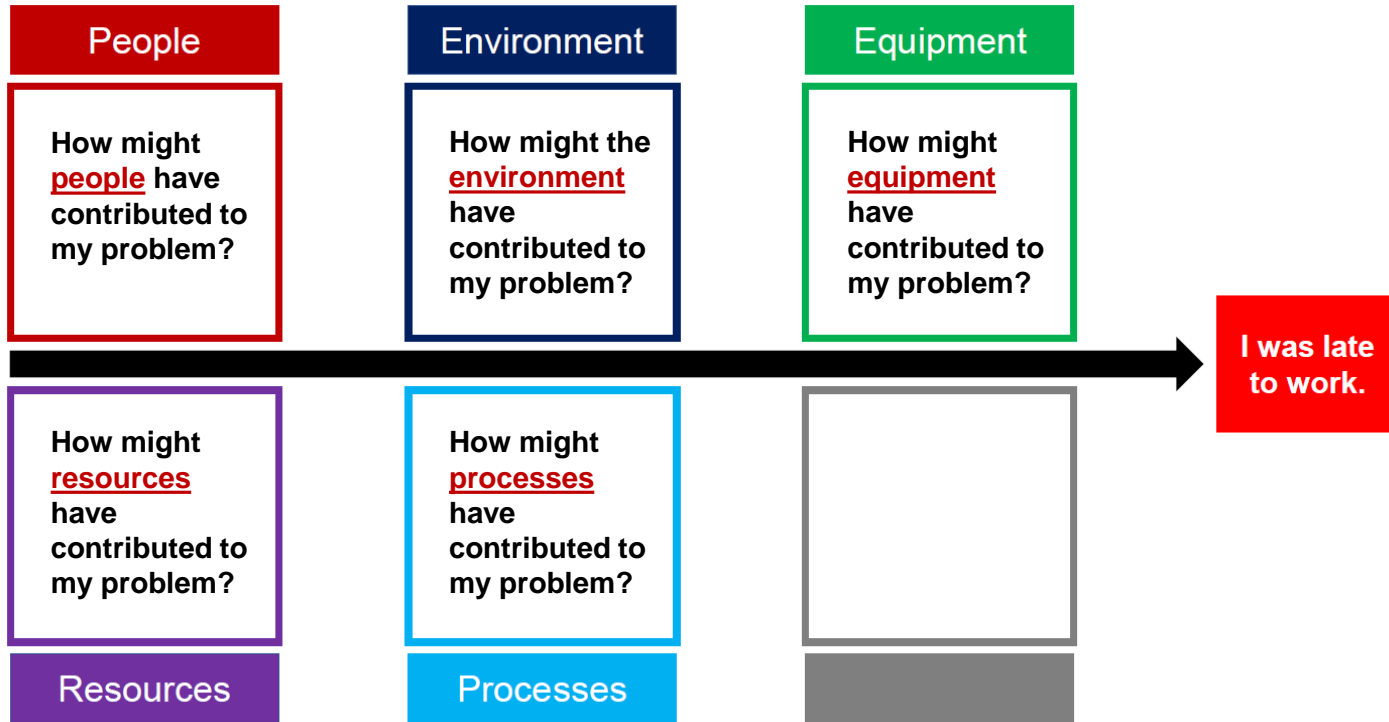 People
Environment
Equipment
How might
people have
contributed to
my problem?
How might the
environment
have
contributed to
my problem?
How might
equipment
have
contributed to
my problem?
I was late
to work.
How might
resources
have
contributed to
my problem?
How might
processes
have
contributed to
my problem?
Resources
Processes